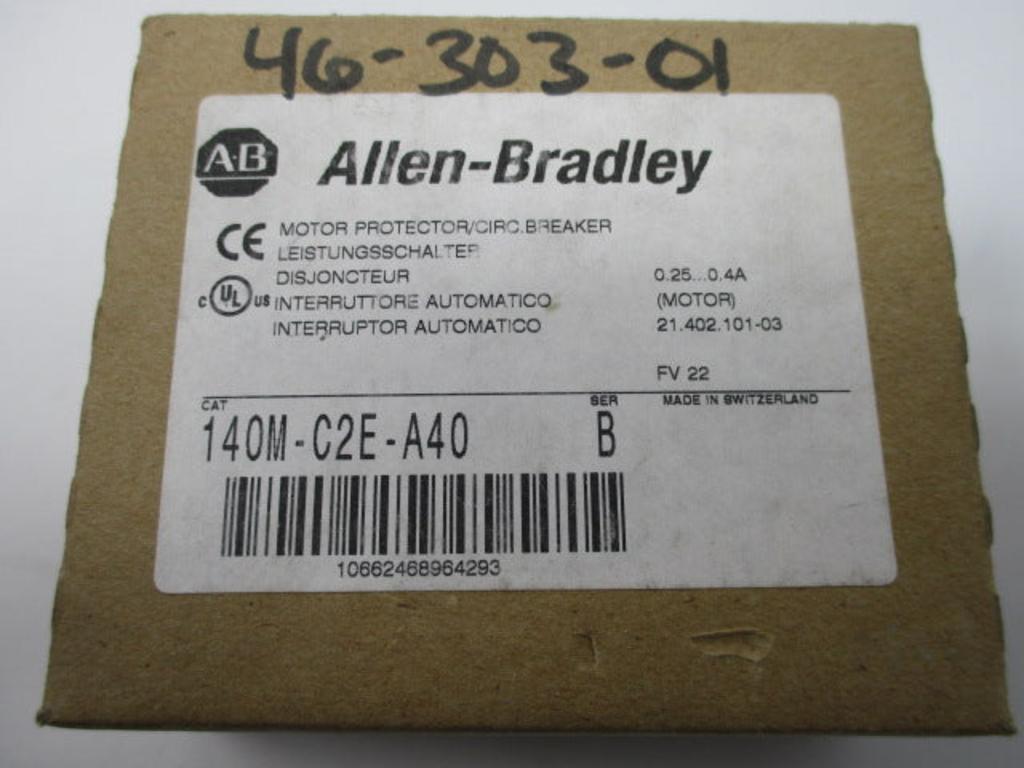 46-303-01
A·B Allen-Bradley
CE MOTOR PROTECTOR/CIRC.BREAKER
LEISTUNGSSCHALTER
DISJONCTEUR 0.25...0.4A
C UL US INTERRUTTORE AUTOMATICO (MOTOR)
INTERRUPTOR AUTOMATICO 21.402.101-03
FV 22
CAT SER MADE IN SWITZERLAND
140M-C2E-A40 B
10662468964293